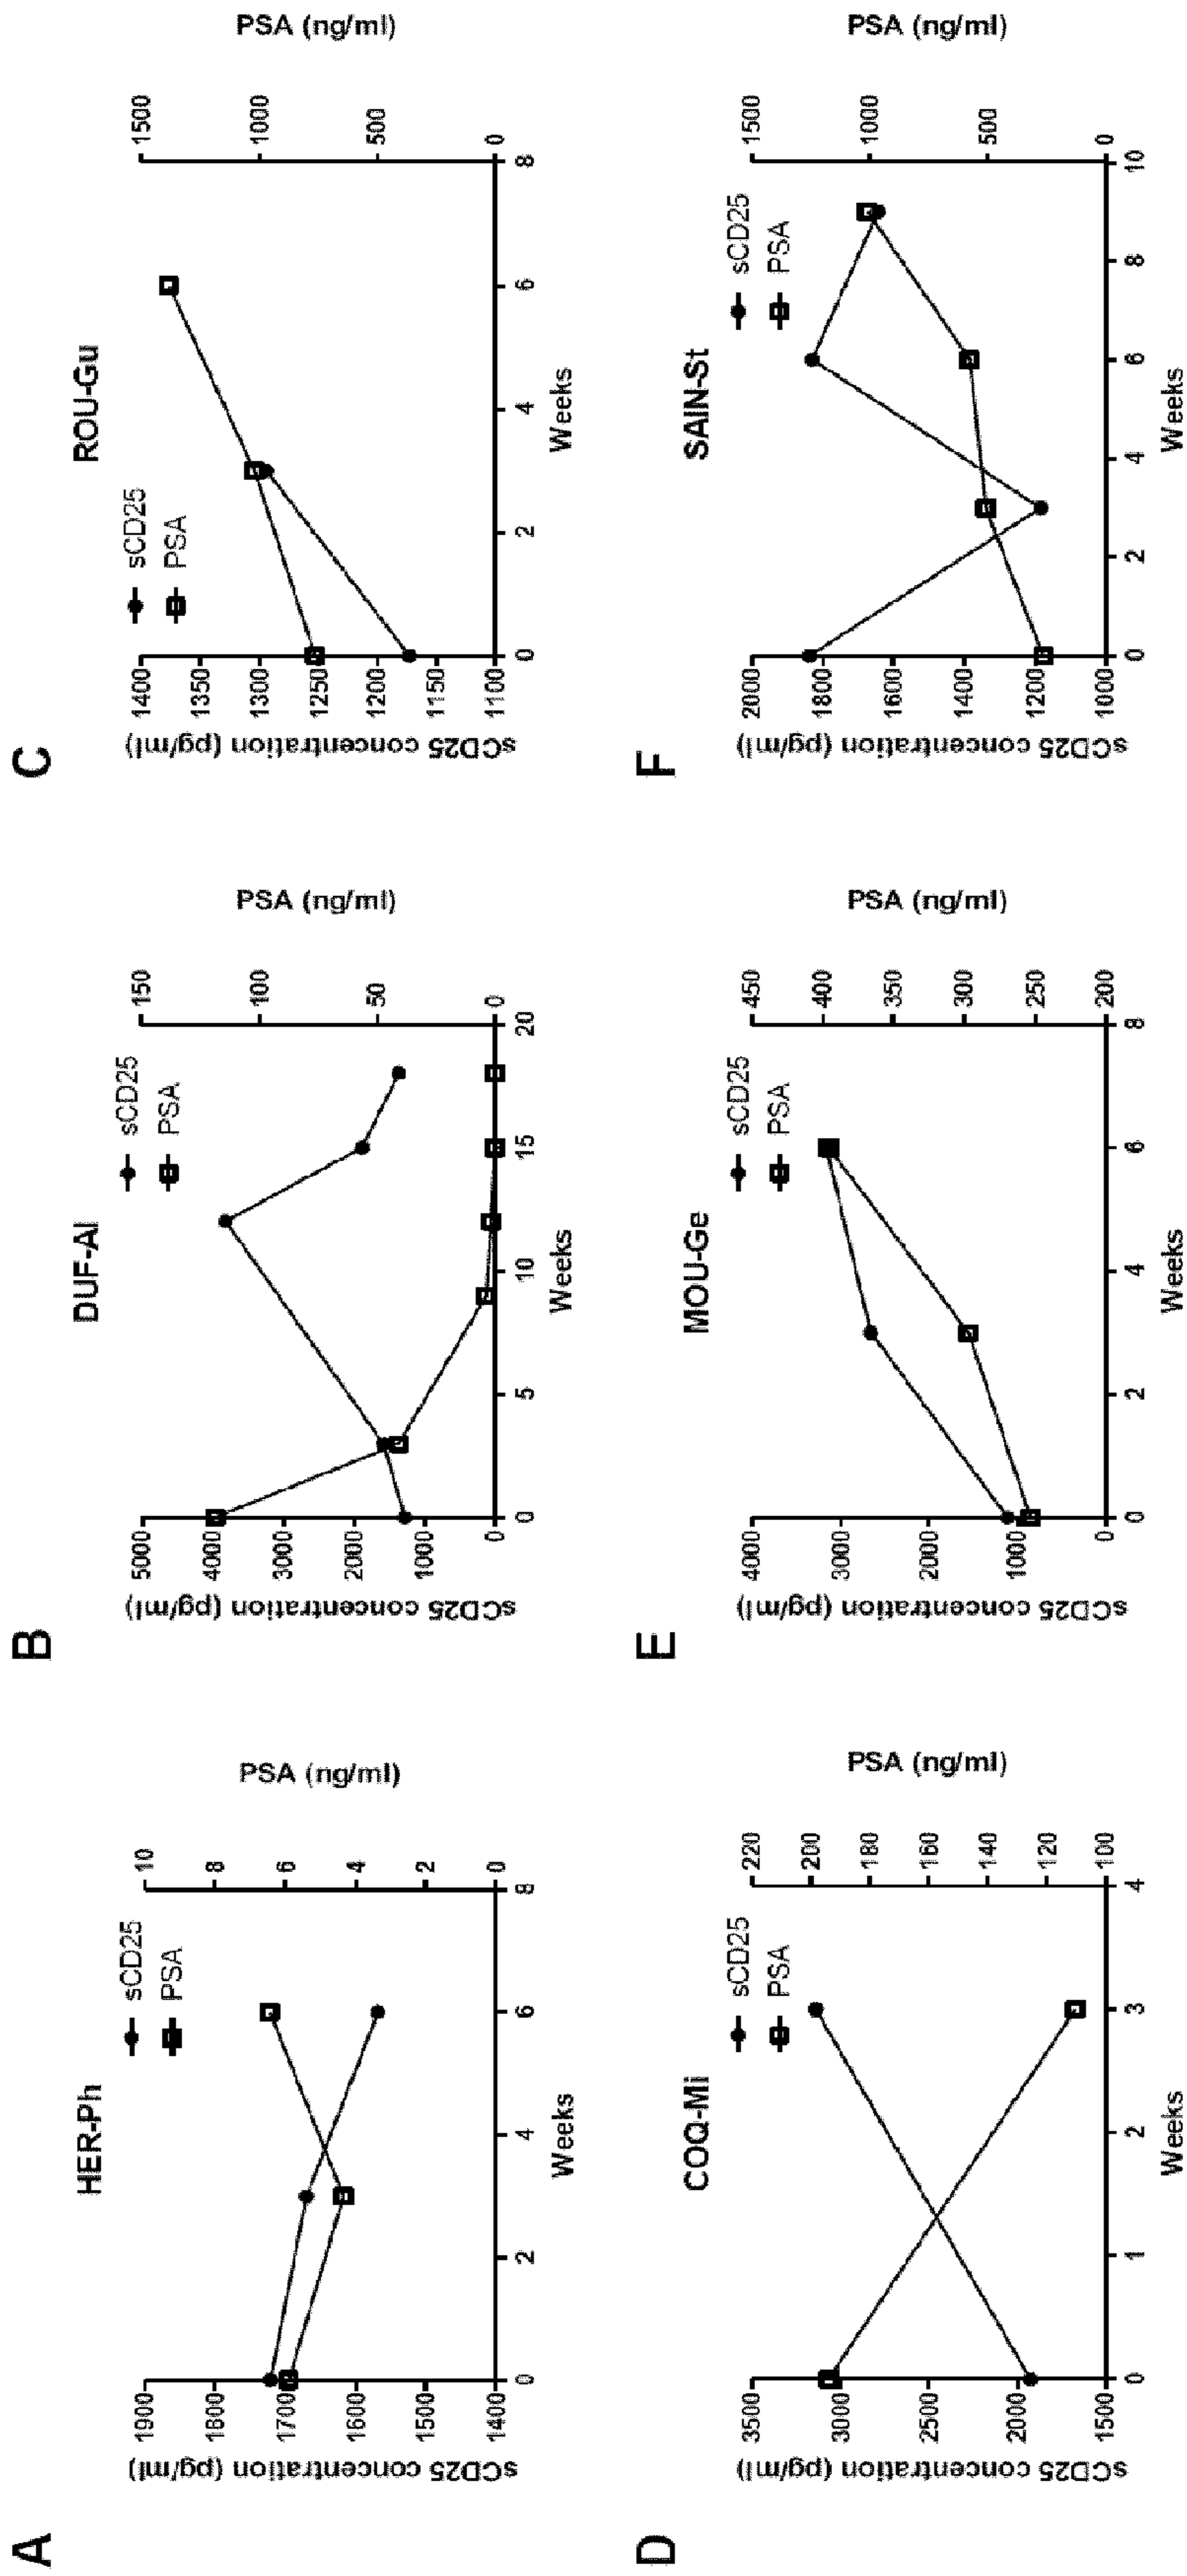 A
HER-Ph
sCD25
PSA
sCD25 concentration (pg/ml)
1900
1800
1700
1600
1500
1400
PSA (ng/ml)
10
8
6
4
2
0
0
2
4
6
8
Weeks
B
DUF-Al
sCD25
PSA
sCD25 concentration (pg/ml)
5000
4000
3000
2000
1000
0
PSA (ng/ml)
150
100
50
0
0
5
10
15
20
Weeks
C
ROU-Gu
sCD25
PSA
sCD25 concentration (pg/ml)
1400
1350
1300
1250
1200
1150
1100
PSA (ng/ml)
1500
1000
500
0
0
2
4
6
8
Weeks
D
COQ-Mi
sCD25
PSA
sCD25 concentration (pg/ml)
3500
3000
2500
2000
1500
PSA (ng/ml)
220
200
180
160
140
120
100
0
1
2
3
4
Weeks
E
MOU-Ge
sCD25
PSA
sCD25 concentration (pg/ml)
4000
3000
2000
1000
0
PSA (ng/ml)
450
400
350
300
250
200
0
2
4
6
8
Weeks
F
SAIN-St
sCD25
PSA
sCD25 concentration (pg/ml)
2000
1800
1600
1400
1200
1000
PSA (ng/ml)
1500
1000
500
0
0
2
4
6
8
10
Weeks